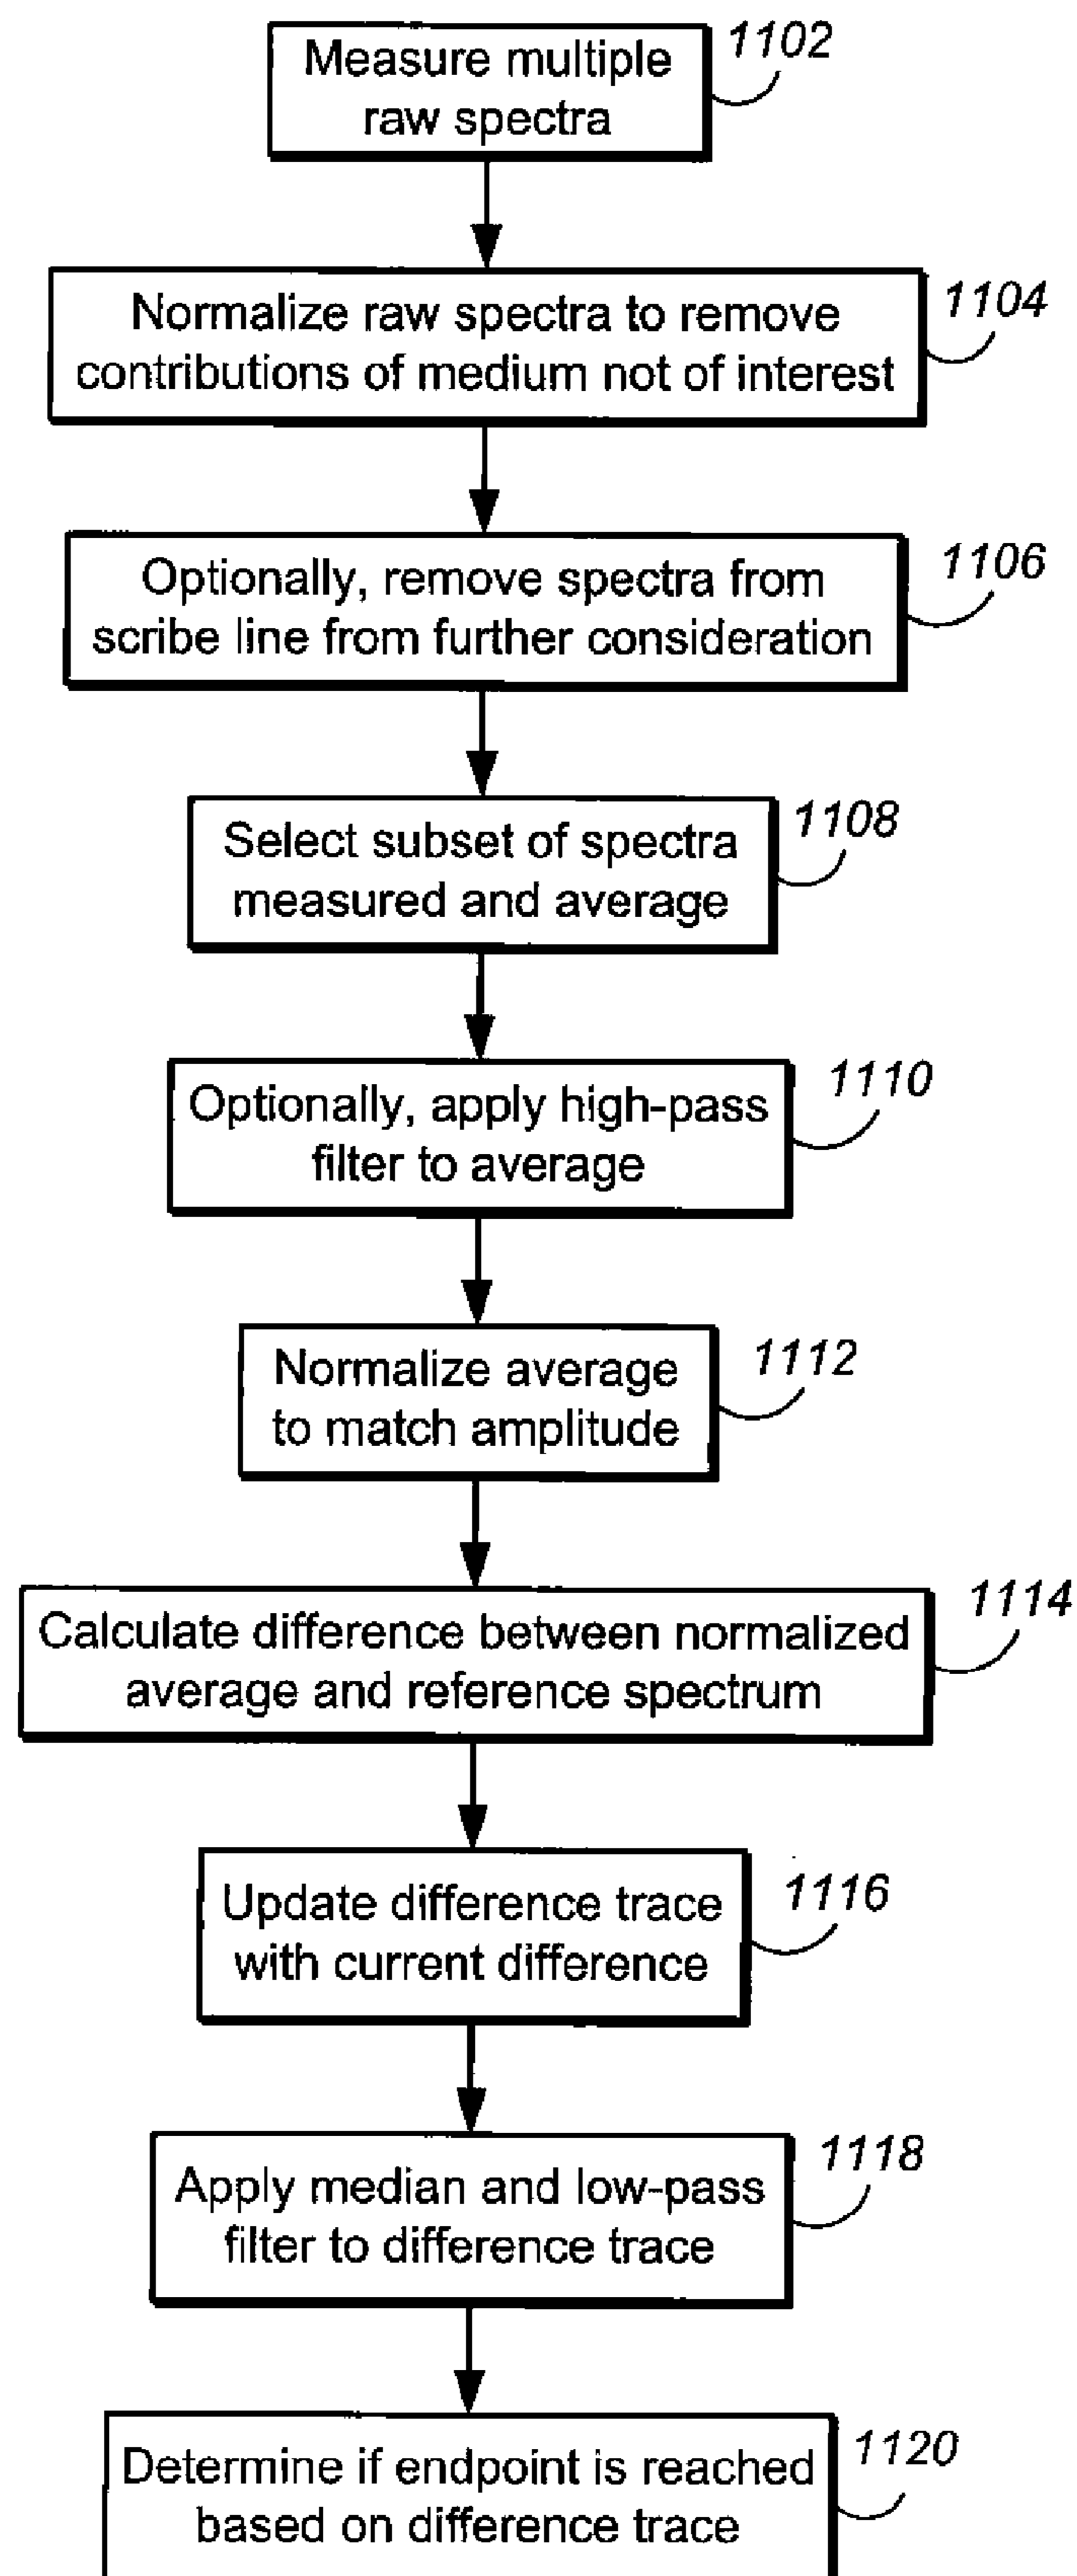 Measure multiple
raw spectra
1102
Normalize raw spectra to remove
contributions of medium not of interest
1104
Optionally, remove spectra from
scribe line from further consideration
1106
Select subset of spectra
measured and average
1108
Optionally, apply high-pass
filter to average
1110
Normalize average
to match amplitude
1112
Calculate difference between normalized
average and reference spectrum
1114
Update difference trace
with current difference
1116
Apply median and low-pass
filter to difference trace
1118
Determine if endpoint is reached
based on difference trace
1120